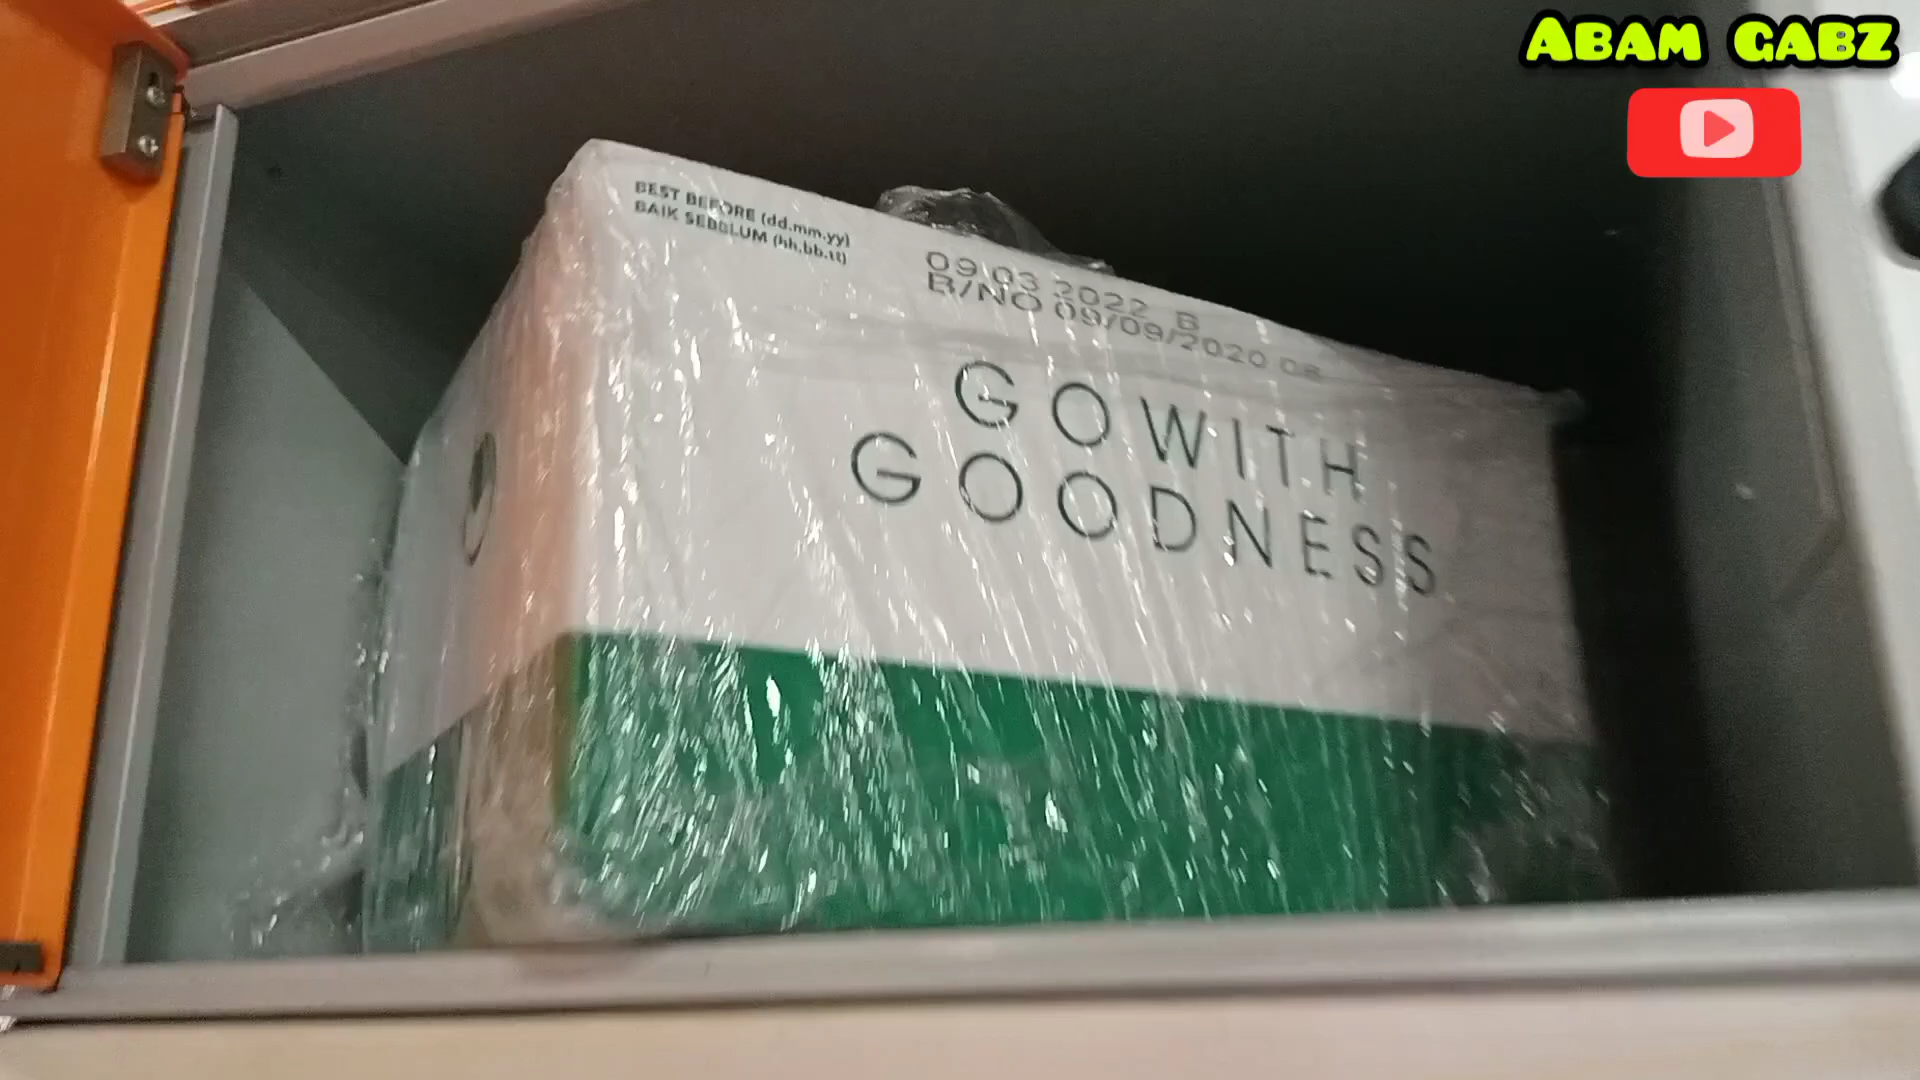 ABAM GABZ
BEST BEFORE (dd.mm.yy)
BAIK SEBELUM (hh.bb.tt)
09 03 2022 B
B/NO 09/09/2020 08
GO WITH
GOODNESS